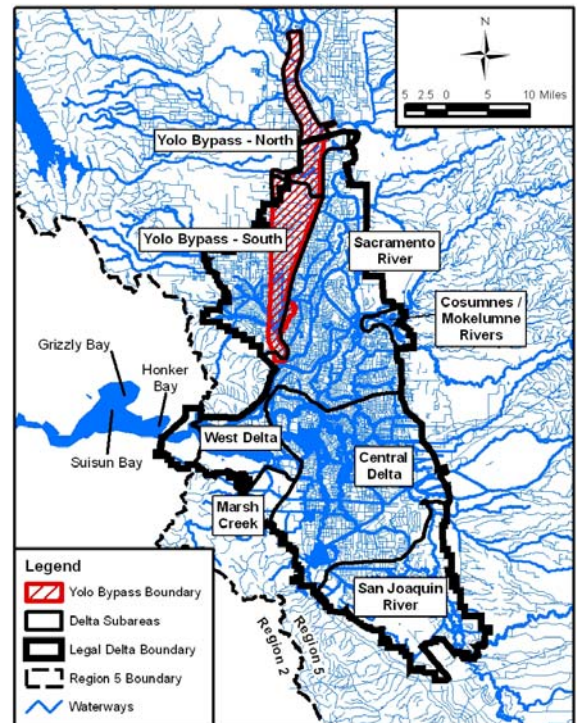 N
5 2.5 0 5 10 Miles
Yolo Bypass - North
Yolo Bypass - South
Sacramento
River
Cosumnes /
Mokelumne
Rivers
Grizzly Bay
Honker
Bay
Suisun Bay
West Delta
Central
Delta
Marsh
Creek
San Joaquin
River
Region 5
Region 2
Legend
Yolo Bypass Boundary
Delta Subareas
Legal Delta Boundary
Region 5 Boundary
Waterways